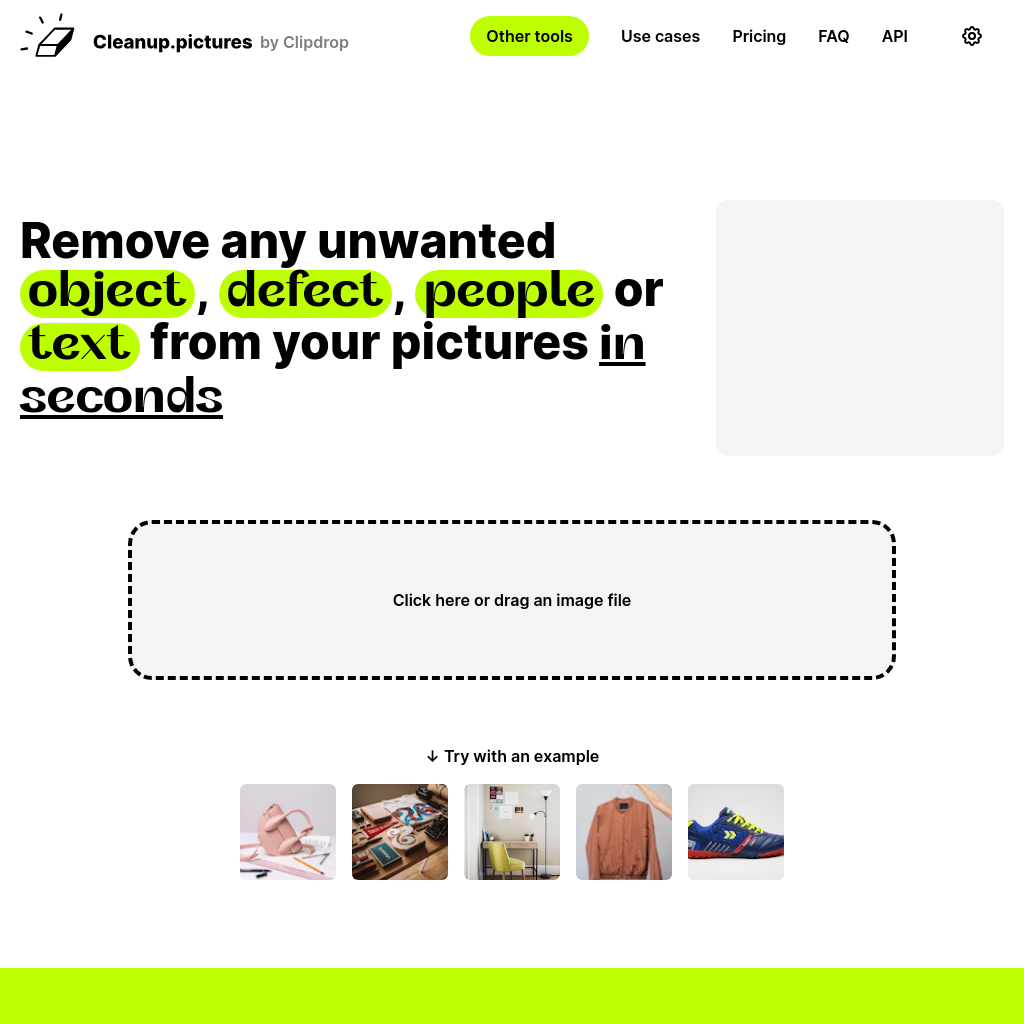 Cleanup.pictures by Clipdrop
Other tools
Use cases
Pricing
FAQ
API
Remove any unwanted
object, defect, people or
text from your pictures in
seconds
Click here or drag an image file
↓ Try with an example